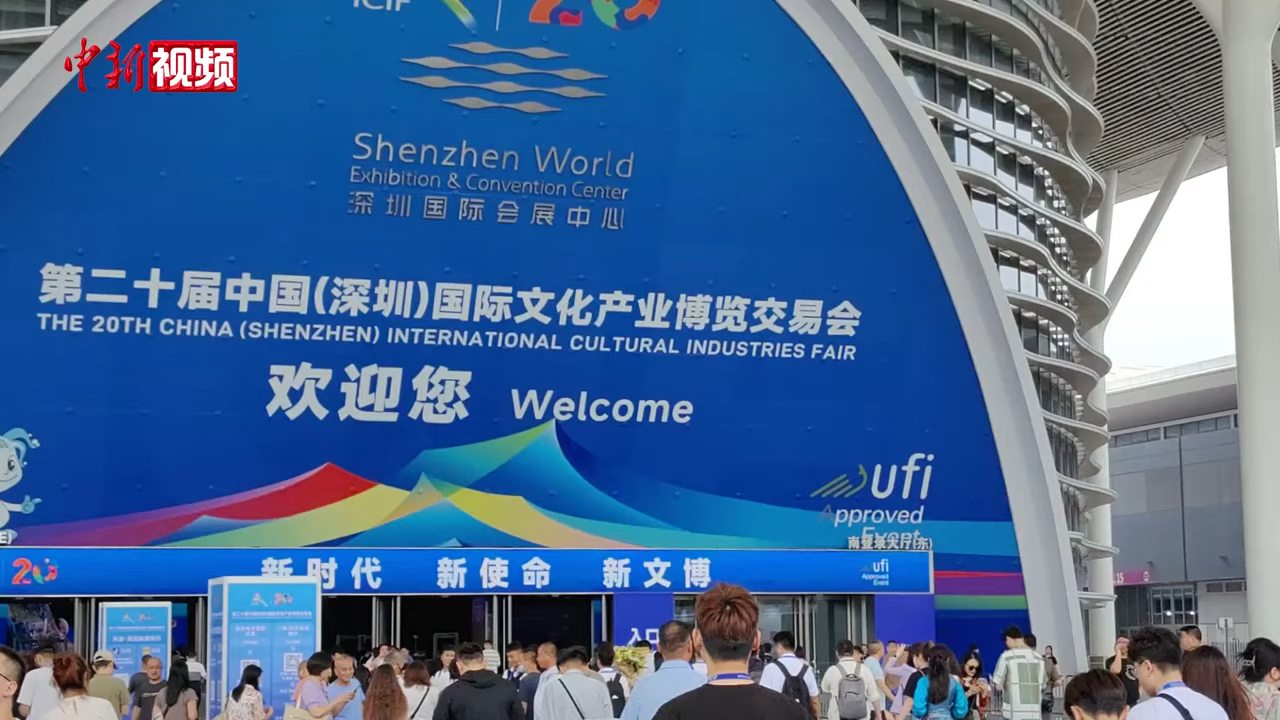 ICIF
20
中新视频
Shenzhen World
Exhibition & Convention Center
深圳国际会展中心
第二十届中国(深圳)国际文化产业博览交易会
THE 20TH CHINA (SHENZHEN) INTERNATIONAL CULTURAL INDUSTRIES FAIR
欢迎您 Welcome
ufi
Approved
Event
南登录大厅(东)
20 新时代 新使命 新文博
ufi
Approved
Event
入口